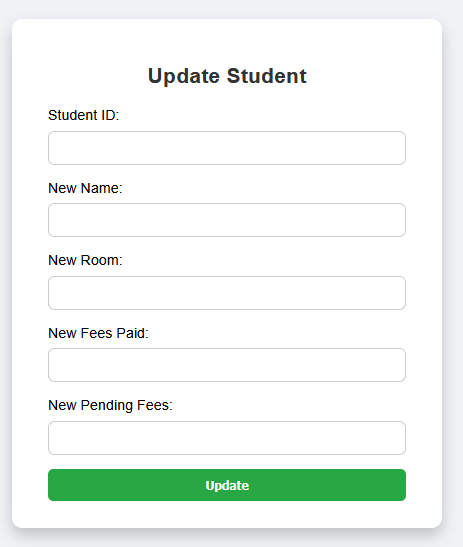 Update Student
Student ID:
New Name:
New Room:
New Fees Paid:
New Pending Fees:
Update